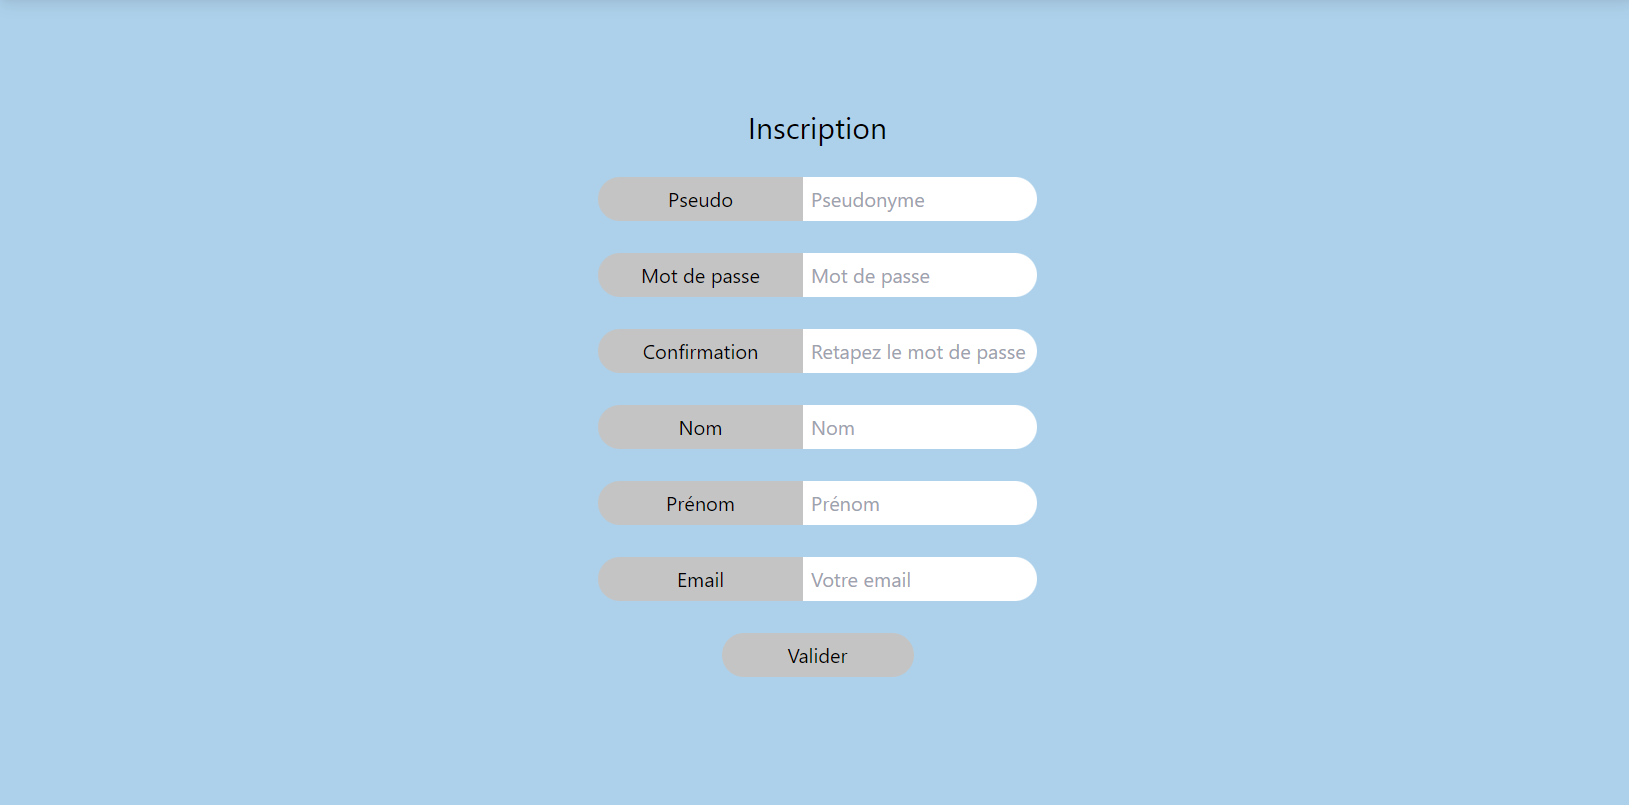 Inscription
Pseudo Pseudonyme
Mot de passe Mot de passe
Confirmation Retapez le mot de passe
Nom Nom
Prénom Prénom
Email Votre email
Valider